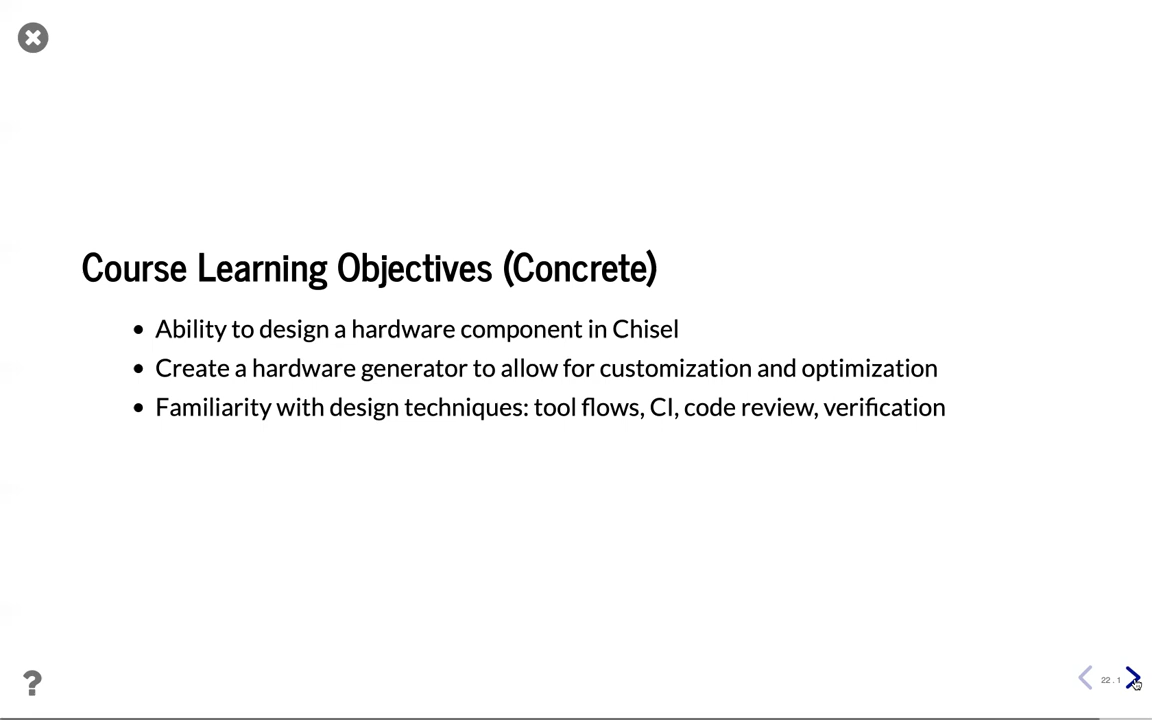 Course Learning Objectives (Concrete)
• Ability to design a hardware component in Chisel
• Create a hardware generator to allow for customization and optimization
• Familiarity with design techniques: tool flows, CI, code review, verification
?
22 . 1